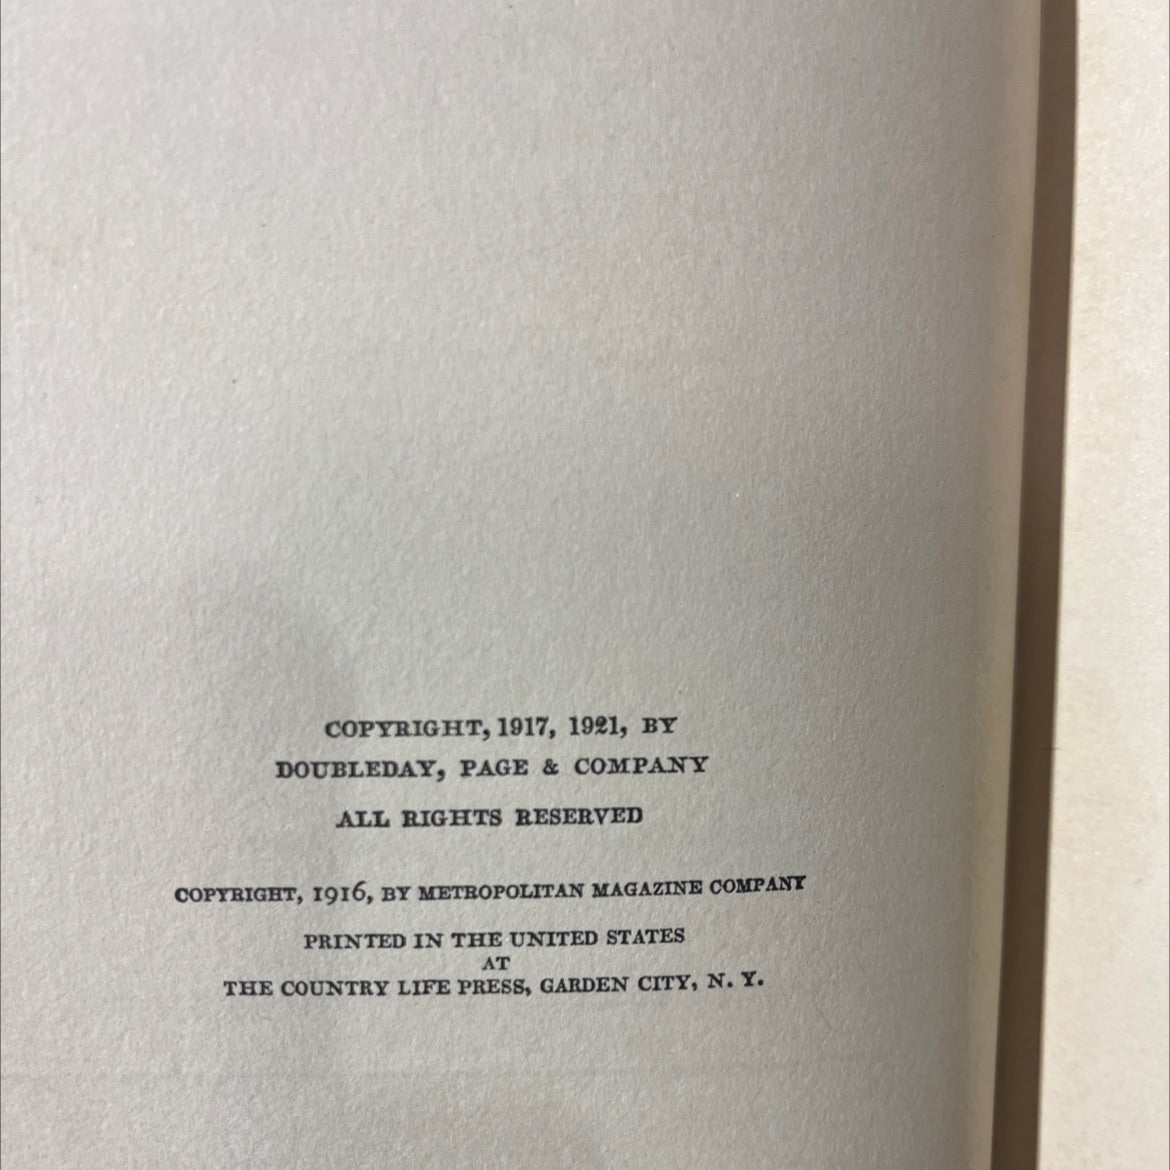 COPYRIGHT, 1917, 1921, BY
DOUBLEDAY, PAGE & COMPANY
ALL RIGHTS RESERVED
COPYRIGHT, 1916, BY METROPOLITAN MAGAZINE COMPANY
PRINTED IN THE UNITED STATES
AT
THE COUNTRY LIFE PRESS, GARDEN CITY, N. Y.